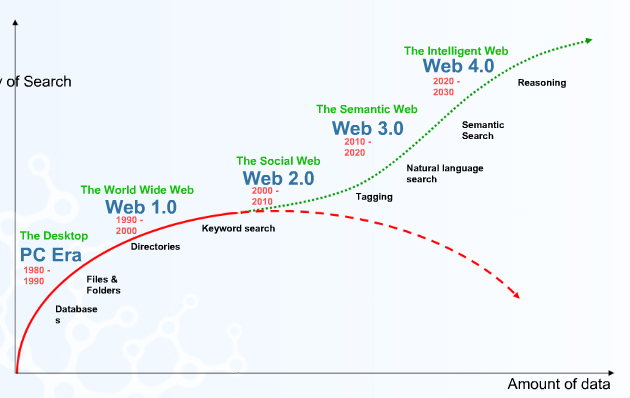 The Intelligent Web
Web 4.0
2020 -
2030
y of Search
Reasoning
The Semantic Web
Web 3.0
2010 -
2020
Semantic
Search
The Social Web
Web 2.0
2000 -
2010
Natural language
search
Tagging
The World Wide Web
Web 1.0
1990 -
2000
Keyword search
Directories
The Desktop
PC Era
1980 -
1990
Files &
Folders
Database
s
Amount of data